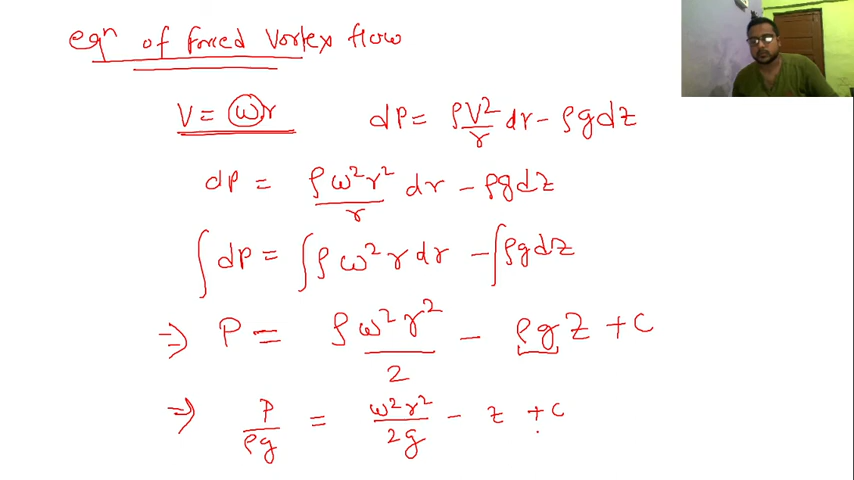 eqⁿ of forced Vortex flow
V = ωr dP = ρV²/r dr - ρgdz
dP = ρω²r²/r dr - ρgdz
∫dP = ∫ρω²rdr - ∫ρgdz
⇒ P = ρω²r²/2 - ρgz + C
⇒ P/ρg = ω²r²/2g - z + C